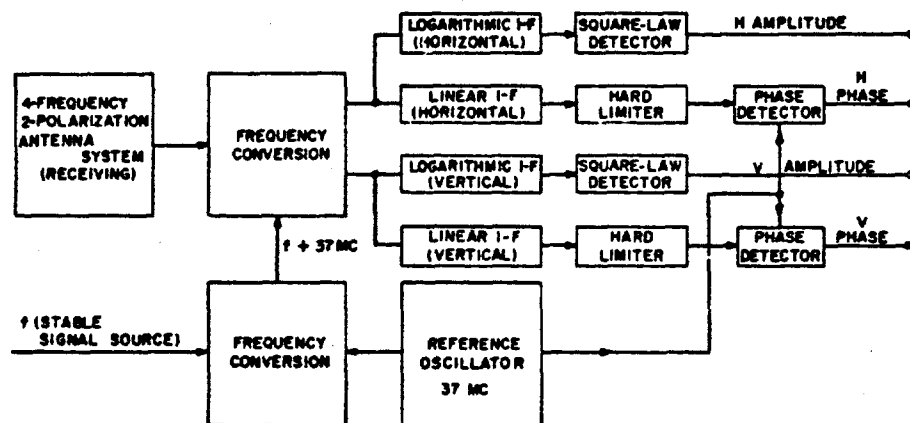 LOGARITHMIC I-F
(HORIZONTAL)
SQUARE-LAW
DETECTOR
H AMPLITUDE
4-FREQUENCY
2-POLARIZATION
ANTENNA
SYSTEM
(RECEIVING)
FREQUENCY
CONVERSION
LINEAR I-F
(HORIZONTAL)
HARD
LIMITER
PHASE
DETECTOR
H
PHASE
LOGARITHMIC I-F
(VERTICAL)
SQUARE-LAW
DETECTOR
V AMPLITUDE
f + 37 MC
LINEAR I-F
(VERTICAL)
HARD
LIMITER
PHASE
DETECTOR
V
PHASE
f (STABLE
SIGNAL SOURCE)
FREQUENCY
CONVERSION
REFERENCE
OSCILLATOR
37 MC